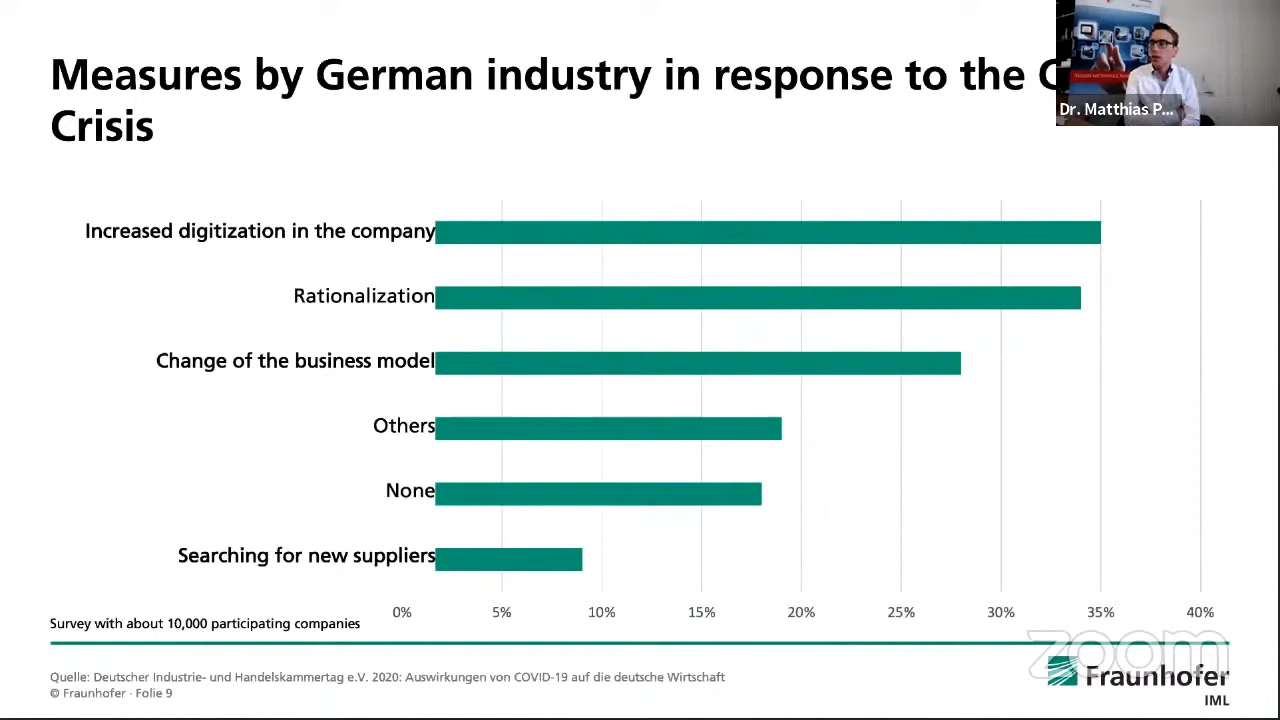 Measures by German industry in response to the
Crisis
Dr. Matthias P...
Increased digitization in the company
Rationalization
Change of the business model
Others
None
Searching for new suppliers
0% 5% 10% 15% 20% 25% 30% 35% 40%
Survey with about 10,000 participating companies
zoom
Quelle: Deutscher Industrie- und Handelskammertag e.V. 2020: Auswirkungen von COVID-19 auf die deutsche Wirtschaft
© Fraunhofer · Folie 9
Fraunhofer
IML